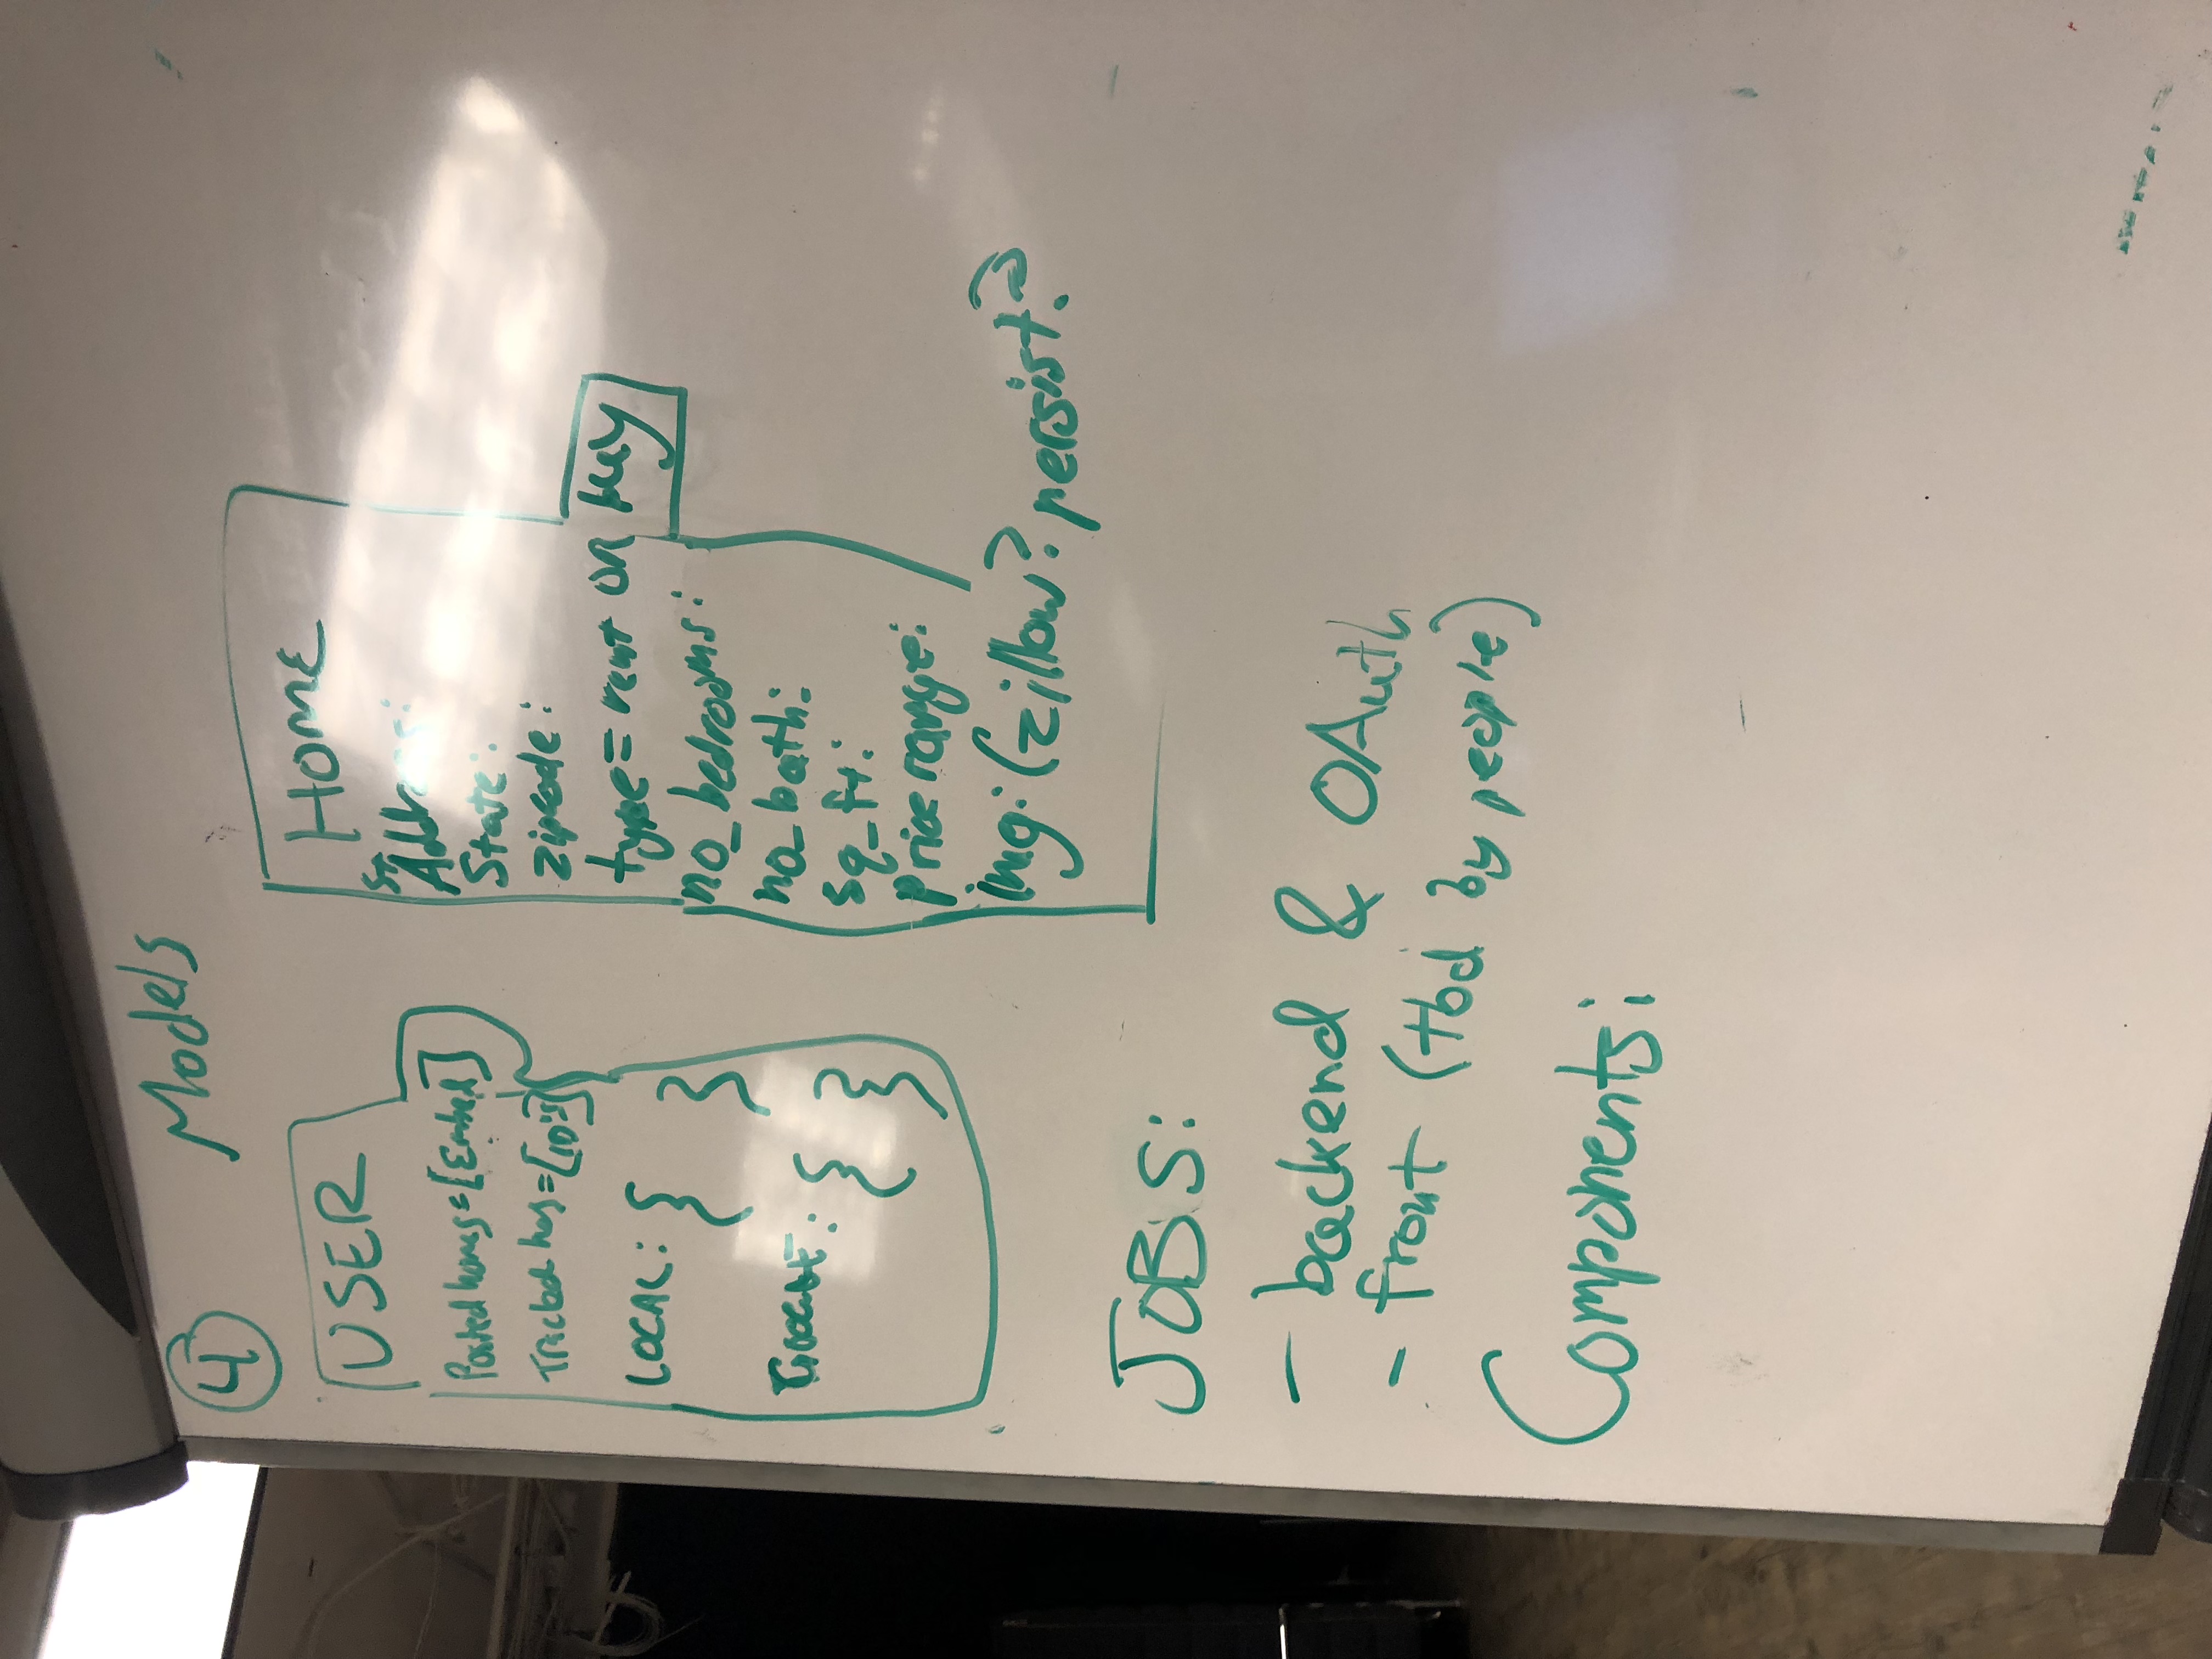 4
Models
USER
Posted homes = [Embed]
Tracked homes = [ID's]
LOCAL: { }
GOOGLE: { }
HOME
St
Address:
State:
zipcode:
type = rent OR buy
no_bedrooms:
no_bath:
sq_ft:
price range:
img: (zillow? persist?
JOBS:
- backend & OAuth
- front (tbd by people)
Components: